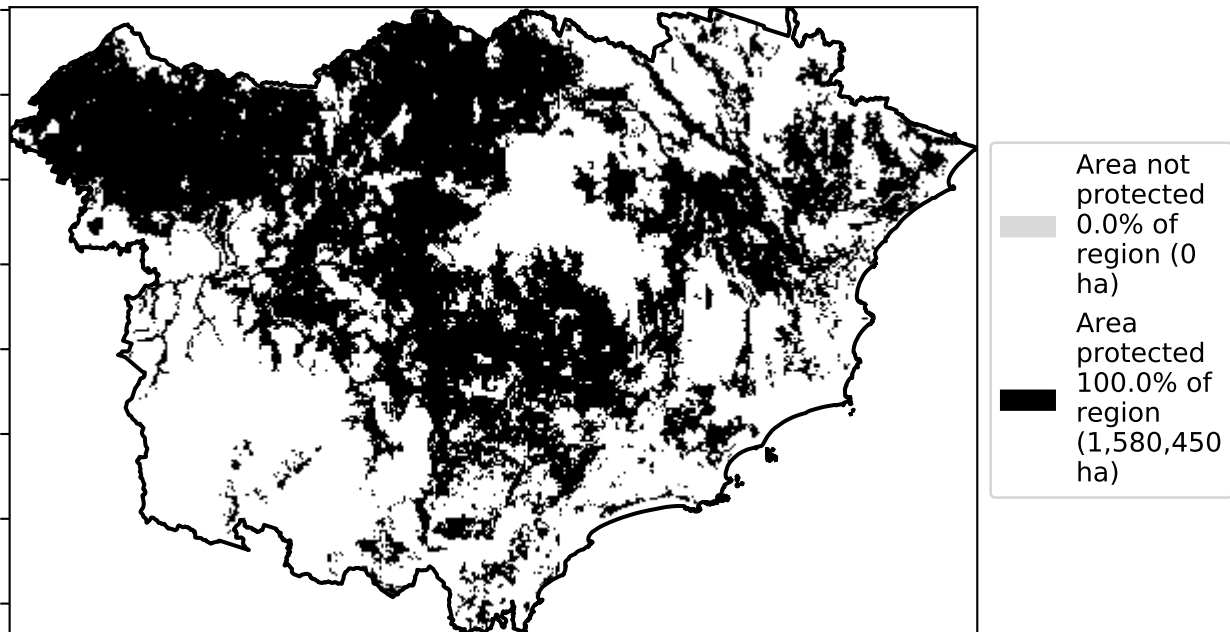 Area not
protected
0.0% of
region (0
ha)
Area
protected
100.0% of
region
(1,580,450
ha)